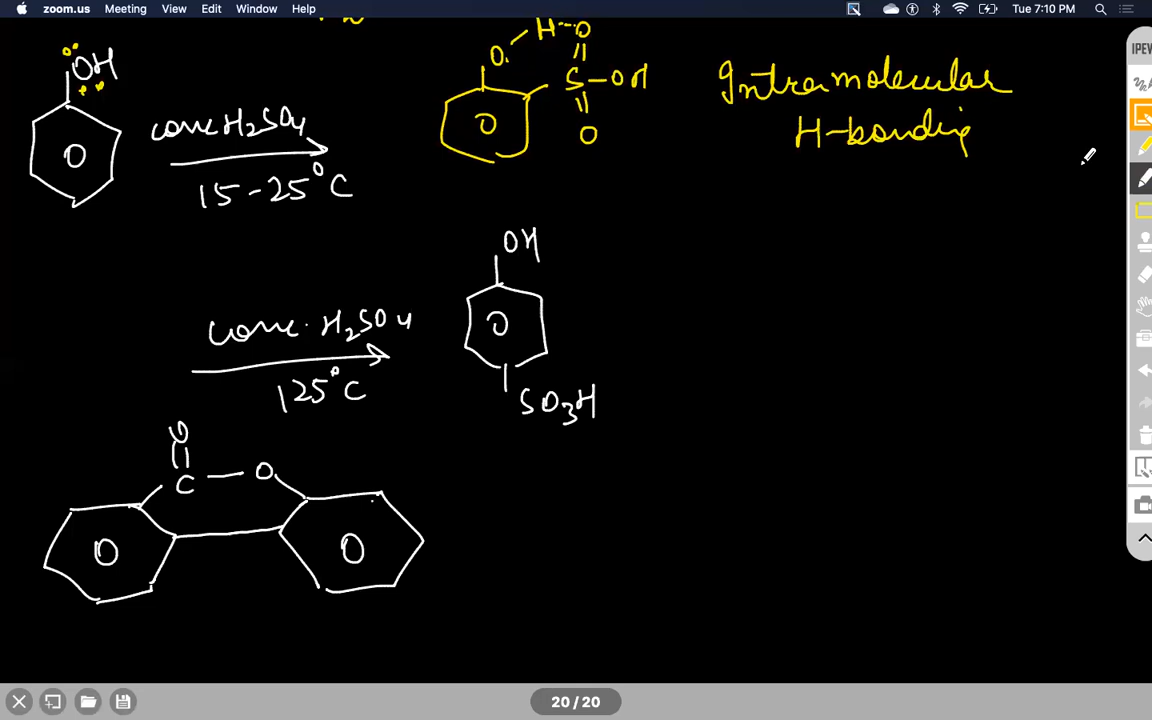 zoom.us Meeting View Edit Window Help Tue 7:10 PM
IPEV
OH
conc H2SO4
15-25°C
O H O
S-OH
O
Intramolecular
H-bonding
OH
conc. H2SO4
125°C
SO3H
O
C - O
20 / 20